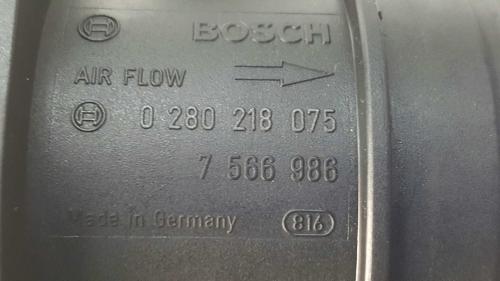 BOSCH
AIR FLOW
0 280 218 075
7 566 986
Made in Germany 816